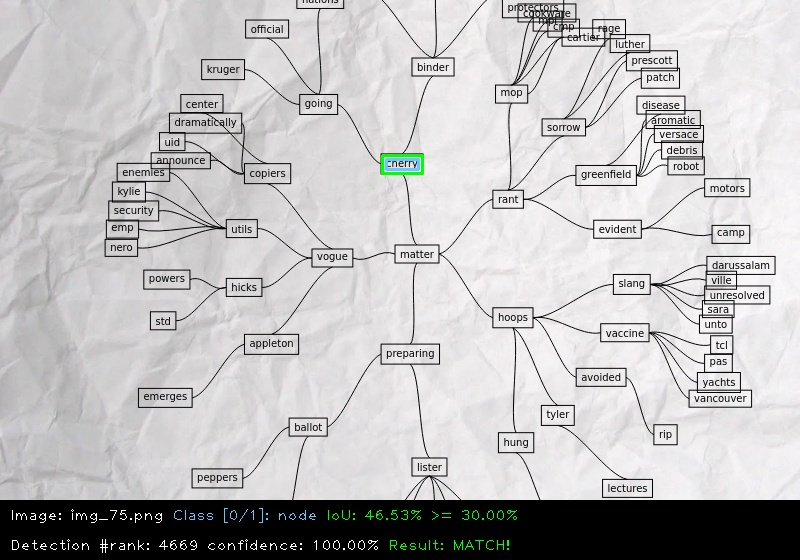 nations
protectors
cookware
official
cmp
rage
cartier
luther
binder
kruger
prescott
patch
going
mop
center
disease
dramatically
aromatic
sorrow
versace
uid
debris
announce
robot
enemies
copiers
greenfield
kylie
motors
rant
security
emp
utils
evident
camp
nero
vogue
matter
darussalam
powers
ville
hicks
slang
unresolved
sara
std
hoops
unto
vaccine
appleton
tcl
preparing
pas
avoided
yachts
emerges
vancouver
tyler
ballot
rip
hung
lister
peppers
lectures
Image: img_75.png Class [0/1]: node IoU: 46.53% >= 30.00%
Detection #rank: 4669 confidence: 100.00% Result: MATCH!